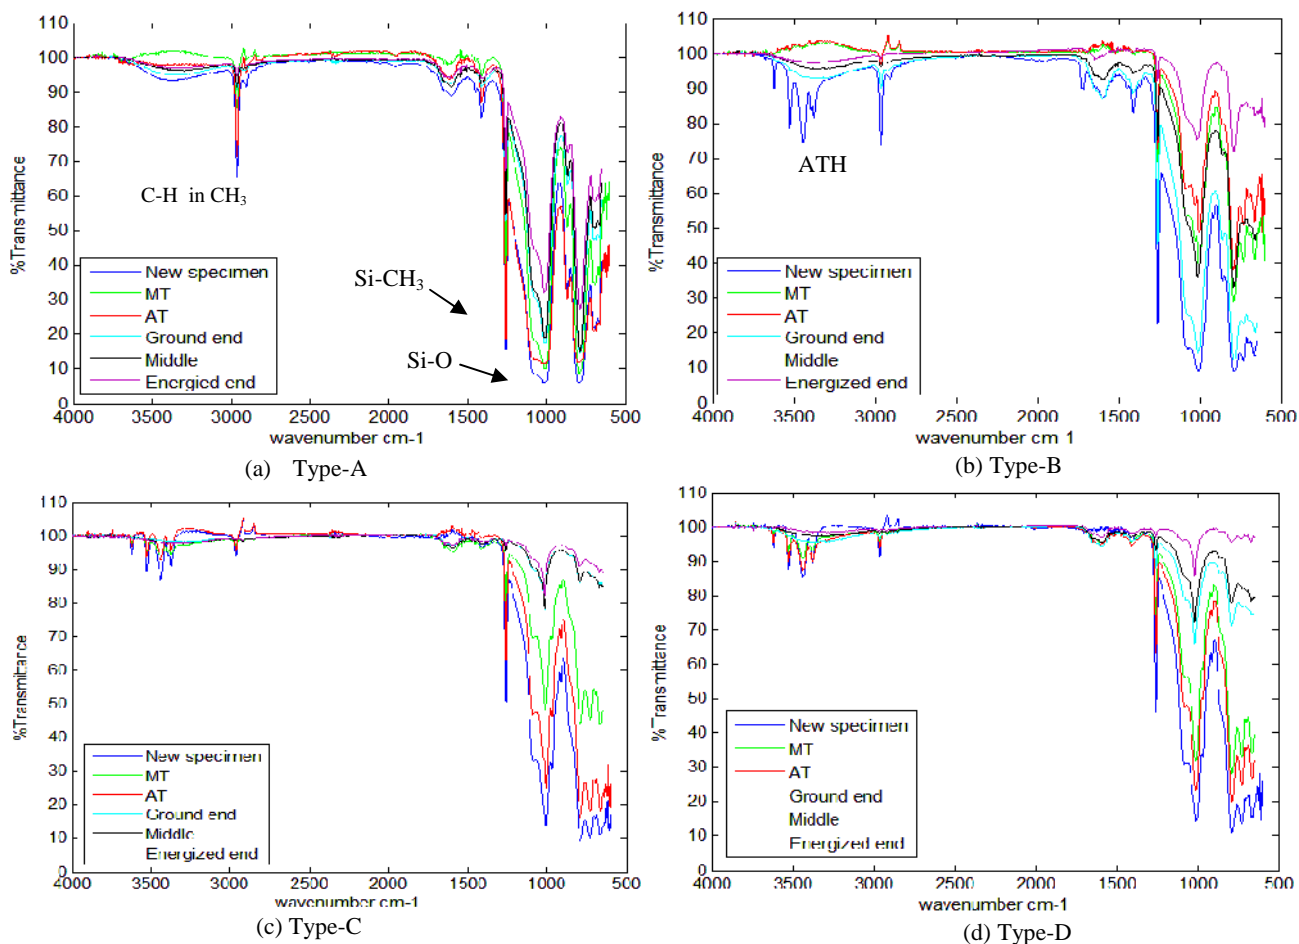 110
100
90
80
70
60
50
40
30
20
10
0
%Transmittance
C-H in CH3
Si-CH3
Si-O
New specimen
MT
AT
Ground end
Middle
Energied end
4000 3500 3000 2500 2000 1500 1000 500
wavenumber cm-1
(a) Type-A
110
100
90
80
70
60
50
40
30
20
10
0
%Transmittance
ATH
New specimen
MT
AT
Ground end
Middle
Energized end
4000 3500 3000 2500 2000 1500 1000 500
wavenumber cm-1
(b) Type-B
110
100
90
80
70
60
50
40
30
20
10
0
%Transmittance
New specimen
MT
AT
Ground end
Middle
Energized end
4000 3500 3000 2500 2000 1500 1000 500
wavenumber cm-1
(c) Type-C
110
100
90
80
70
60
50
40
30
20
10
0
%Transmittance
New specimen
MT
AT
Ground end
Middle
Energized end
4000 3500 3000 2500 2000 1500 1000 500
wavenumber cm-1
(d) Type-D